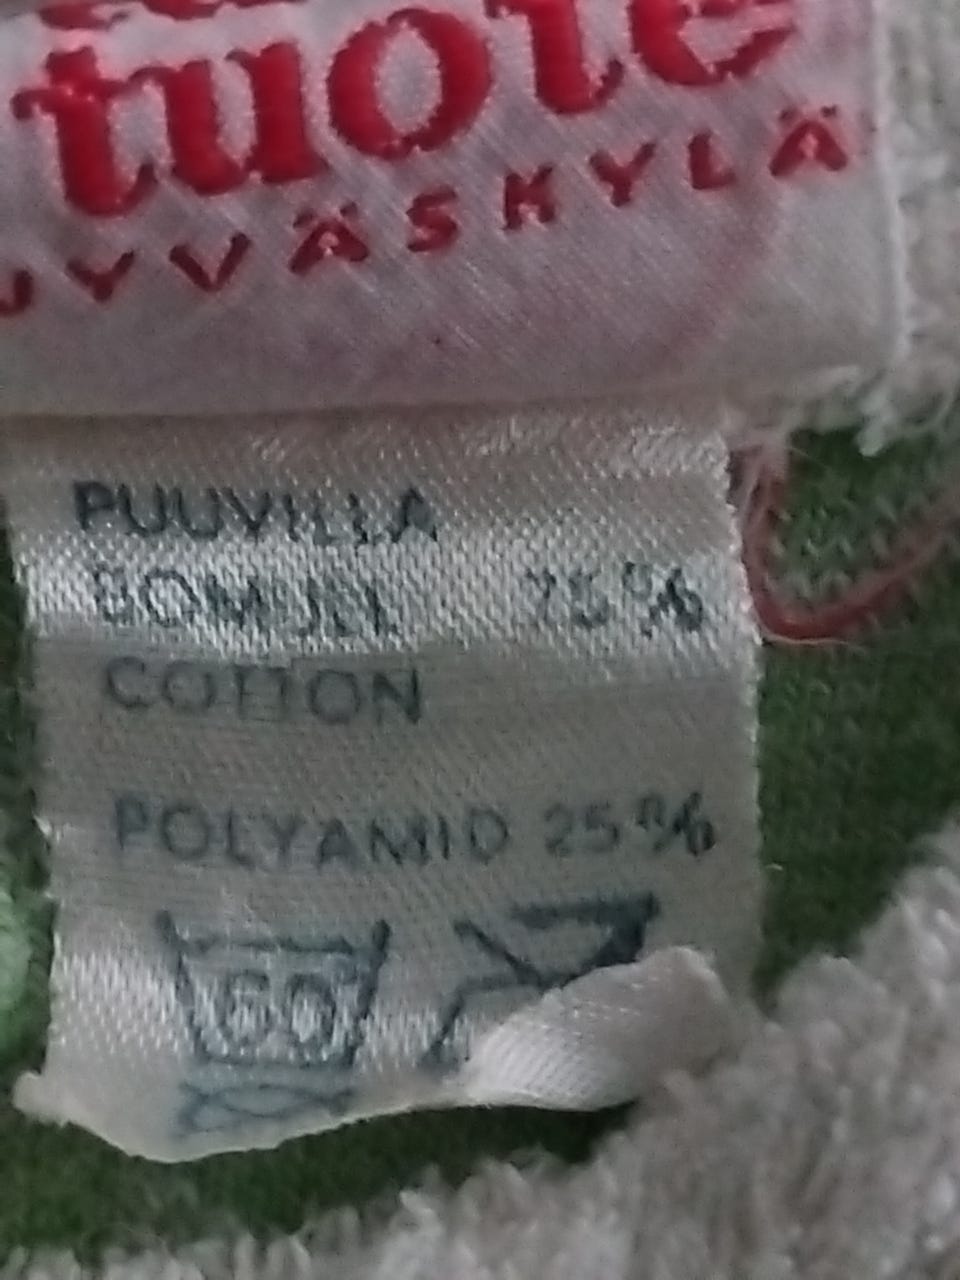 tuote
JYVÄSKYLÄ
PUUVILLA
BOMULL 75%
COTTON
POLYAMID 25%
60